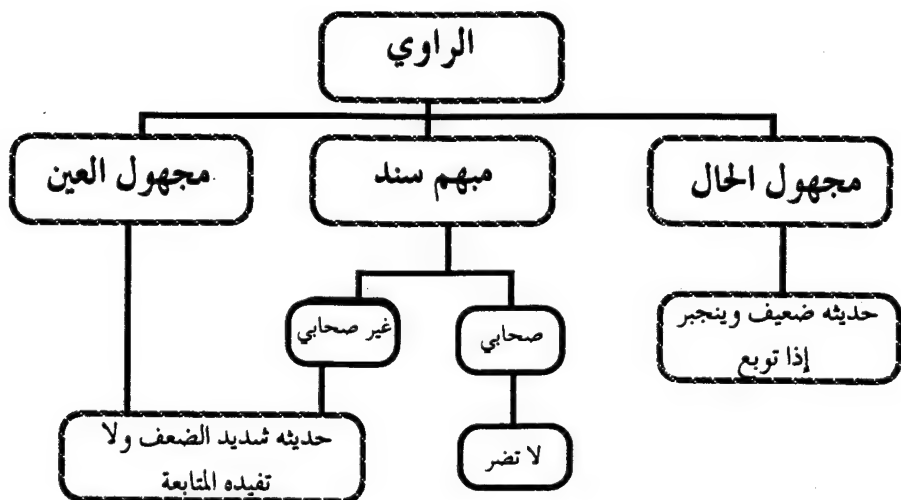 الراوي
مجهول الحال
مبهم سند
مجهول العين
حديثه ضعيف وينجبر
إذا توبع
صحابي
غير صحابي
لا تضر
حديثه شديد الضعف ولا
تفيده المتابعة